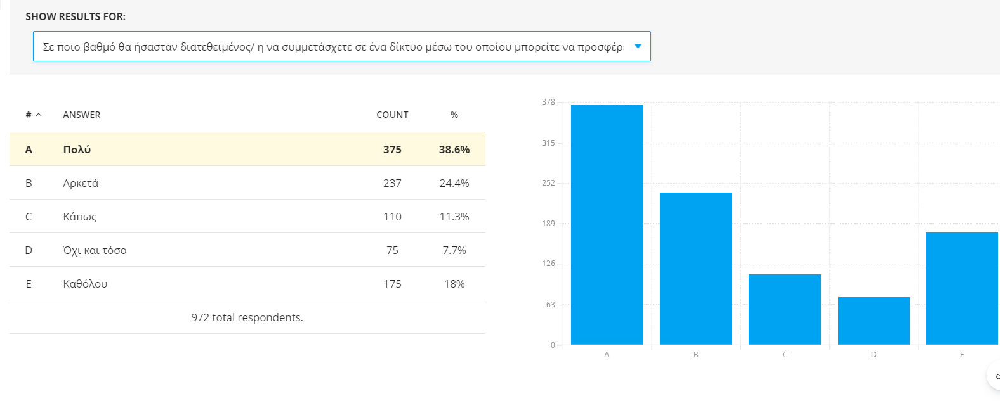 SHOW RESULTS FOR:
Σε ποιο βαθμό θα ήσασταν διατεθειμένος/ η να συμμετάσχετε σε ένα δίκτυο μέσω του οποίου μπορείτε να
# ANSWER COUNT %
A Πολύ 375 38.6%
B Αρκετά 237 24.4%
C Κάπως 110 11.3%
D Όχι και τόσο 75 7.7%
E Καθόλου 175 18%
972 total respondents.
378
315
252
189
126
63
0
A B C D E